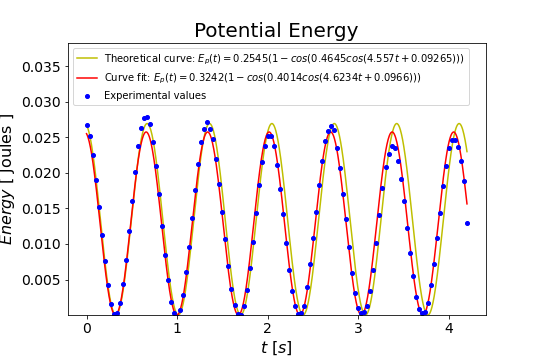 Potential Energy
Theoretical curve: E_p(t) = 0.2545(1 − cos(0.4645cos(4.557t + 0.09265)))
Curve fit: E_p(t) = 0.3242(1 − cos(0.4014cos(4.6234t + 0.0966)))
Experimental values
Energy [ Joules ]
0.035
0.030
0.025
0.020
0.015
0.010
0.005
0 1 2 3 4
t [s]